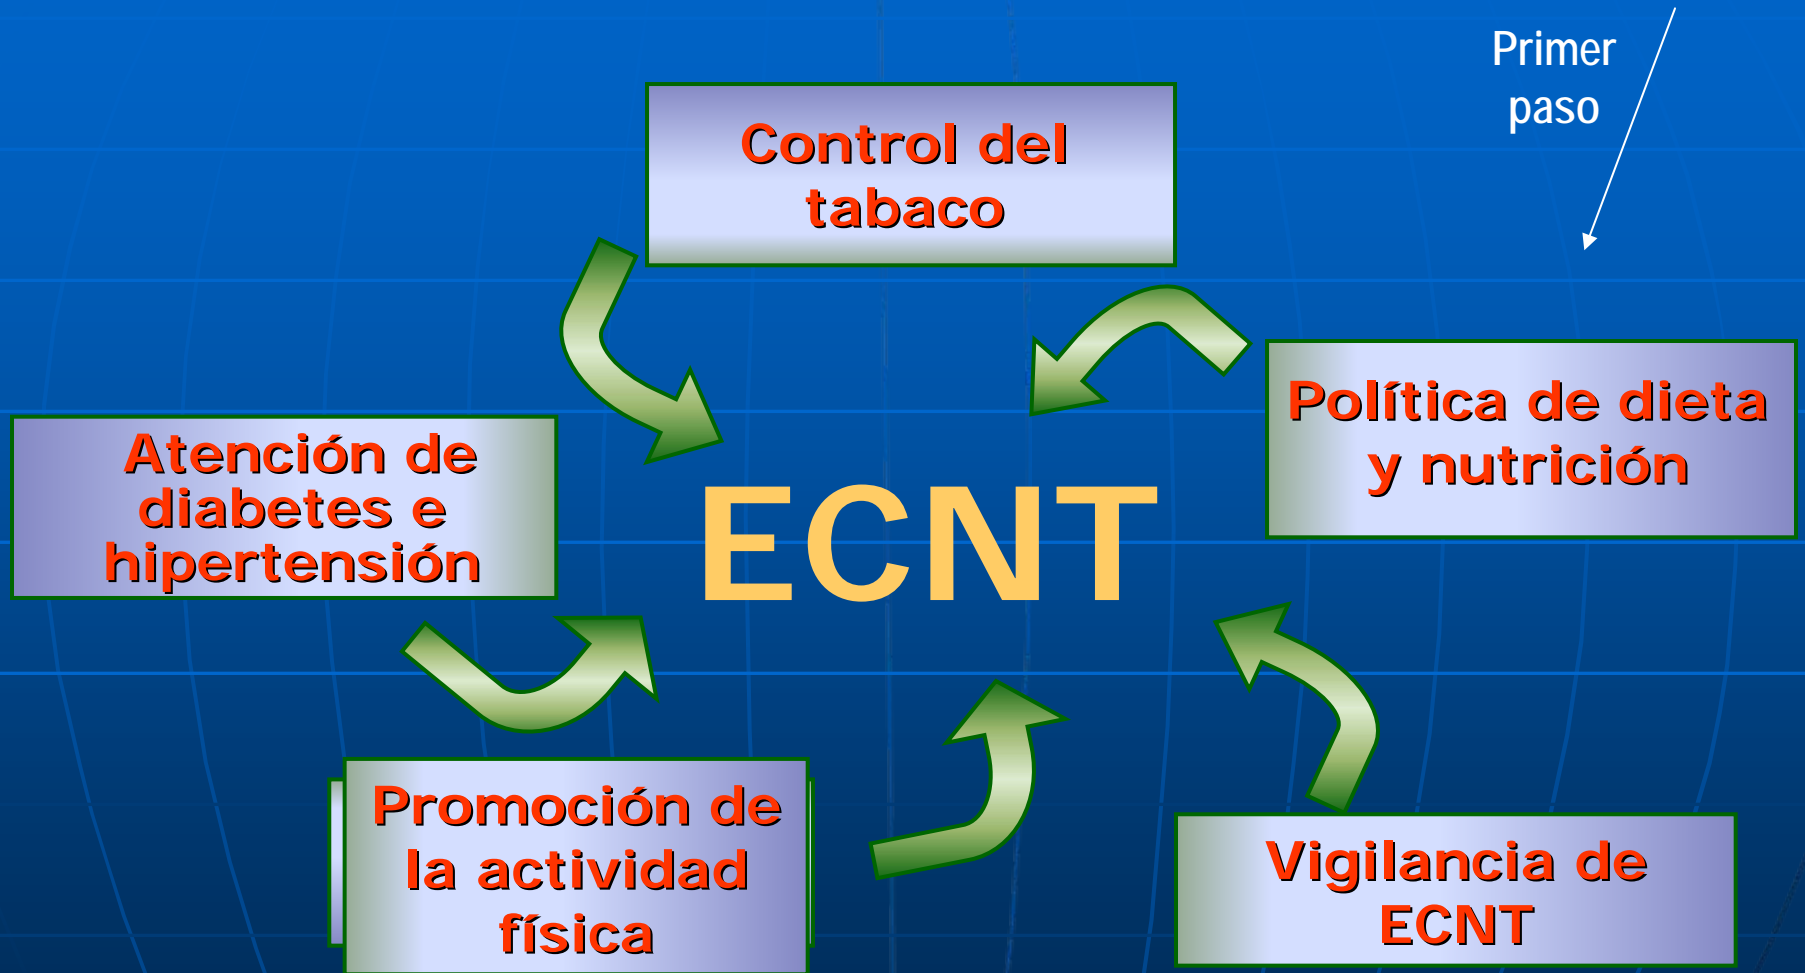 Primer
paso
Control del
tabaco
Política de dieta
y nutrición
Atención de
diabetes e
hipertensión
ECNT
Promoción de
la actividad
física
Vigilancia de
ECNT